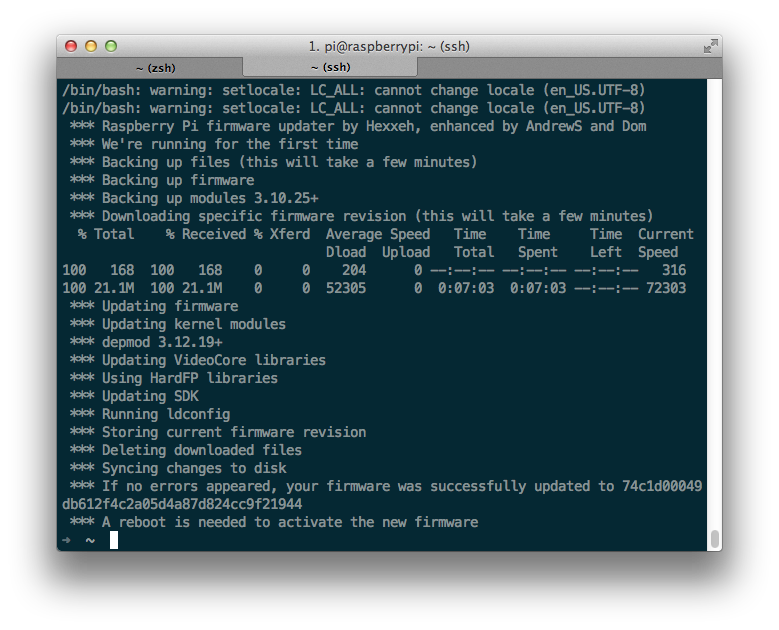 1. pi@raspberrypi: ~ (ssh)
~ (zsh) ~ (ssh)
/bin/bash: warning: setlocale: LC_ALL: cannot change locale (en_US.UTF-8)
/bin/bash: warning: setlocale: LC_ALL: cannot change locale (en_US.UTF-8)
*** Raspberry Pi firmware updater by Hexxeh, enhanced by AndrewS and Dom
*** We're running for the first time
*** Backing up files (this will take a few minutes)
*** Backing up firmware
*** Backing up modules 3.10.25+
*** Downloading specific firmware revision (this will take a few minutes)
% Total    % Received % Xferd  Average Speed   Time    Time     Time  Current
Dload  Upload   Total   Spent    Left  Speed
100   168  100   168    0     0    204      0 --:--:-- --:--:-- --:--:--   316
100 21.1M  100 21.1M    0     0  52305      0  0:07:03  0:07:03 --:--:-- 72303
*** Updating firmware
*** Updating kernel modules
*** depmod 3.12.19+
*** Updating VideoCore libraries
*** Using HardFP libraries
*** Updating SDK
*** Running ldconfig
*** Storing current firmware revision
*** Deleting downloaded files
*** Syncing changes to disk
*** If no errors appeared, your firmware was successfully updated to 74c1d00049
db612f4c2a05d4a87d824cc9f21944
*** A reboot is needed to activate the new firmware
➜  ~